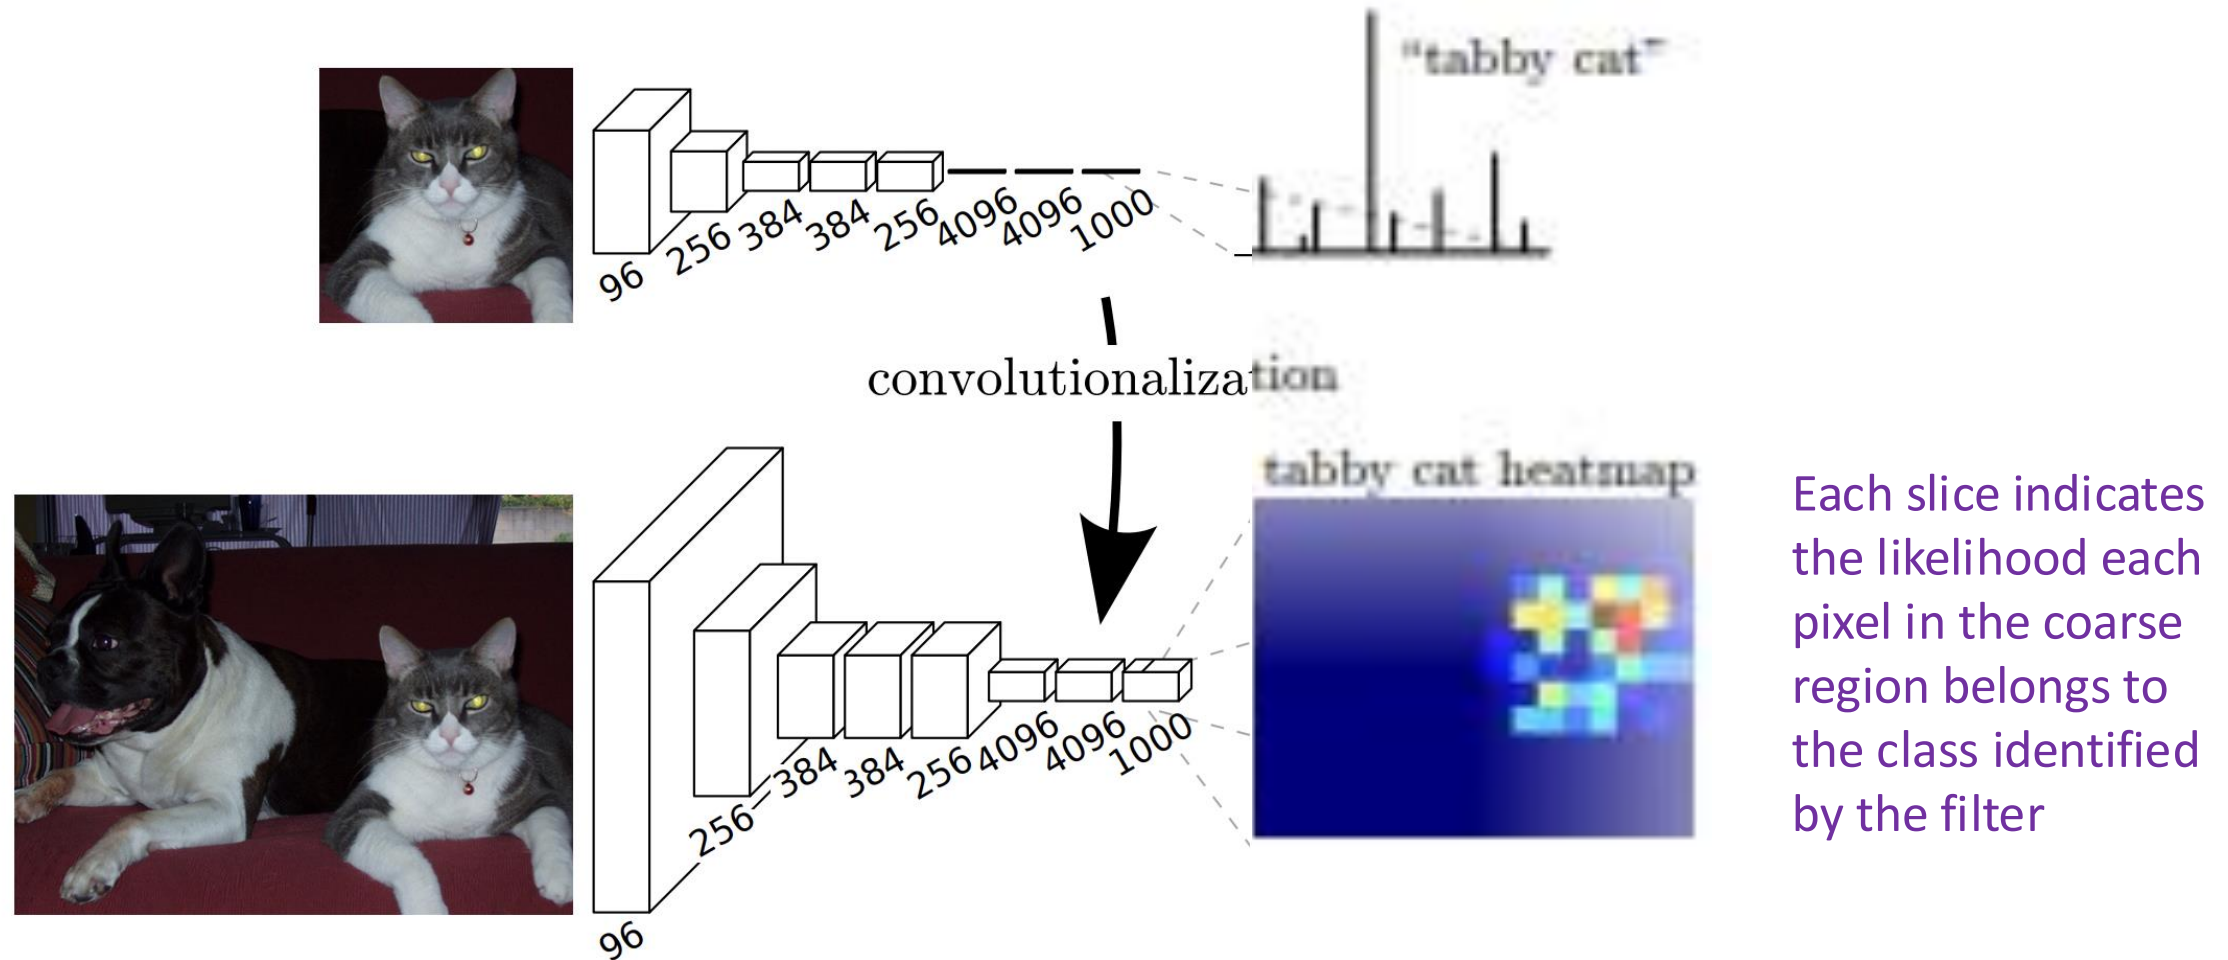 "tabby cat"
96
256
384
384
256
4096
4096
1000
convolutionalization
tabby cat heatmap
96
256
384
384
256
4096
4096
1000
Each slice indicates
the likelihood each
pixel in the coarse
region belongs to
the class identified
by the filter